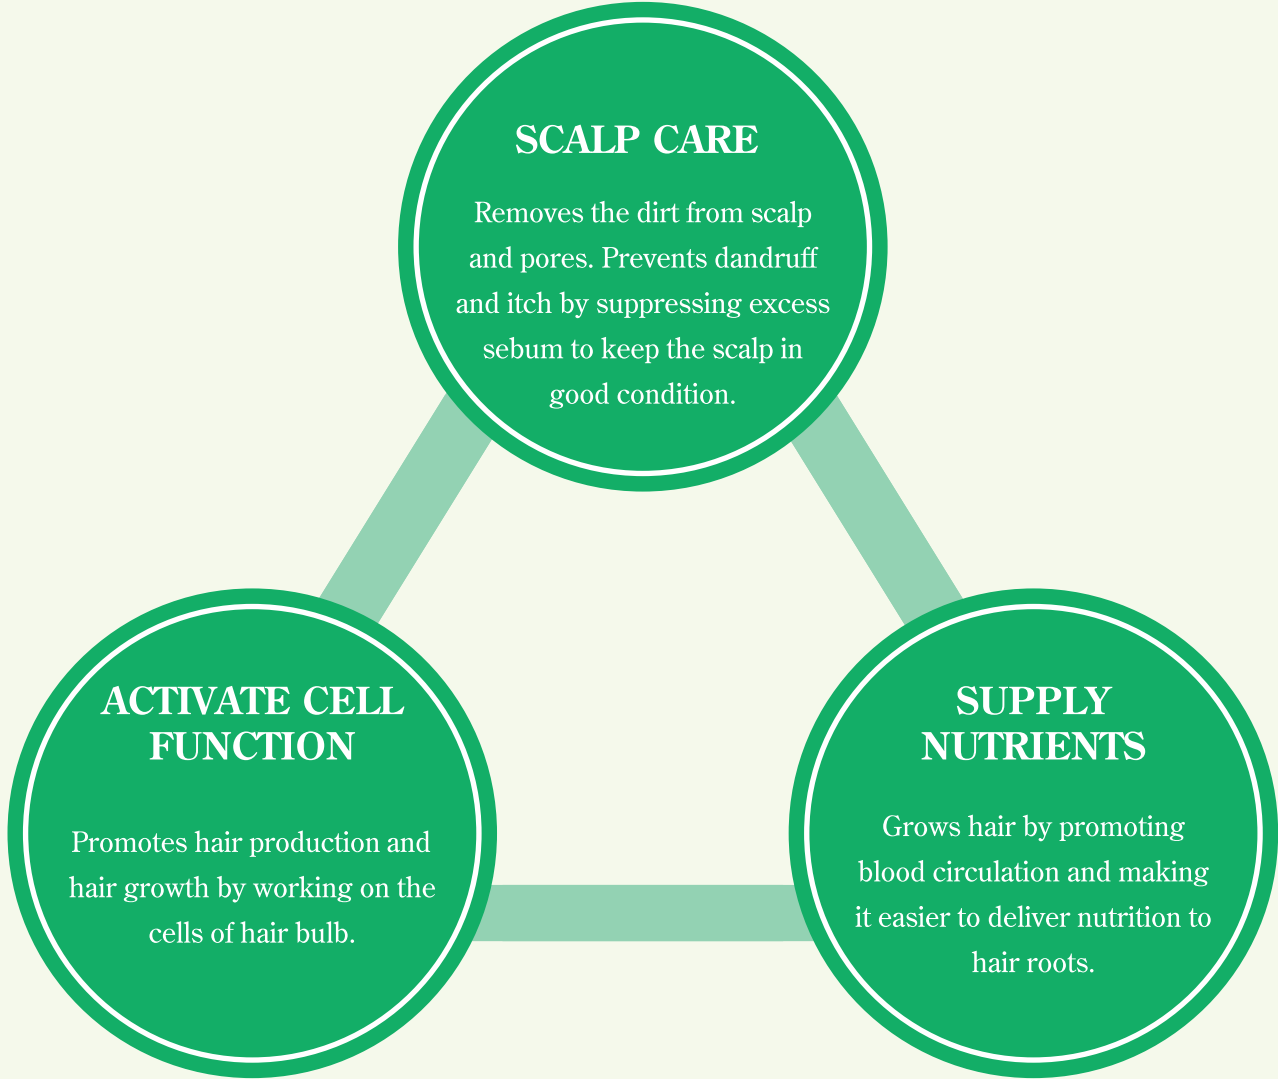 SCALP CARE
Removes the dirt from scalp
and pores. Prevents dandruff
and itch by suppressing excess
sebum to keep the scalp in
good condition.
ACTIVATE CELL
FUNCTION
Promotes hair production and
hair growth by working on the
cells of hair bulb.
SUPPLY
NUTRIENTS
Grows hair by promoting
blood circulation and making
it easier to deliver nutrition to
hair roots.